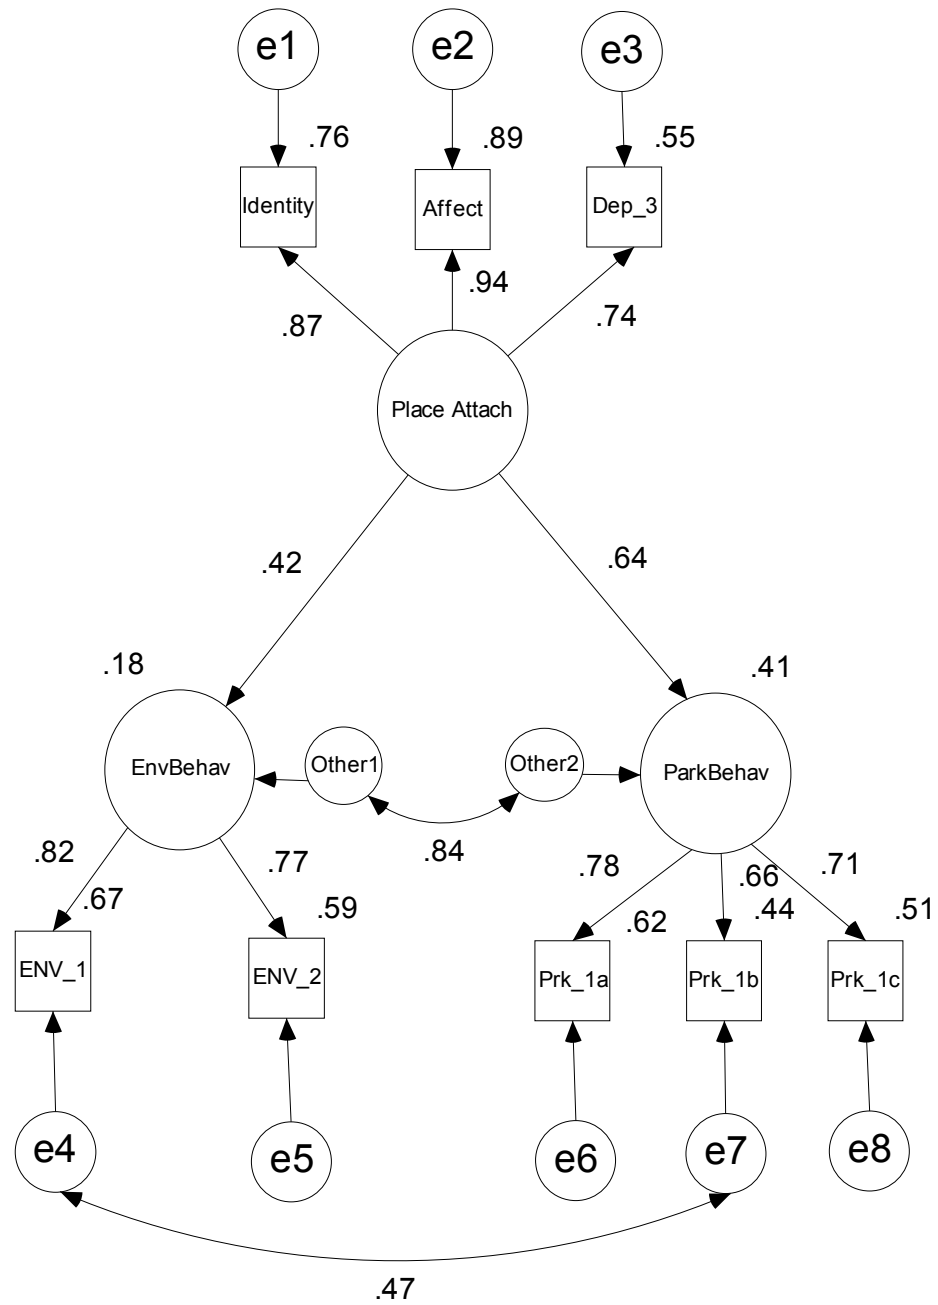 e1
e2
e3
.76
.89
.55
Identity
Affect
Dep_3
.87
.94
.74
Place Attach
.42
.64
.18
.41
EnvBehav
Other1
Other2
ParkBehav
.84
.82
.77
.78
.66
.71
.67
.59
.62
.44
.51
ENV_1
ENV_2
Prk_1a
Prk_1b
Prk_1c
e4
e5
e6
e7
e8
.47